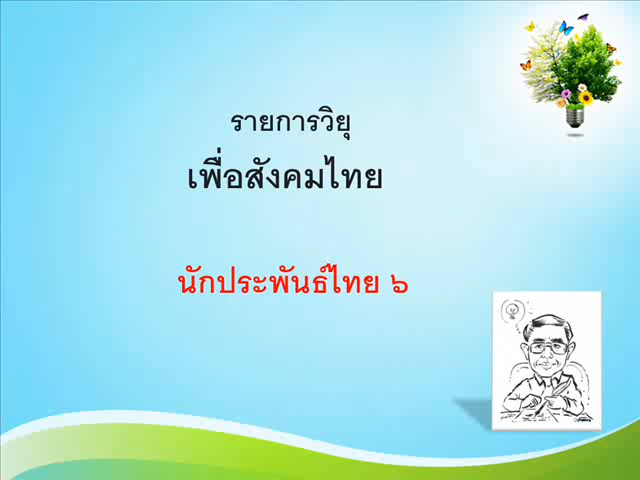 รายการวิยุ
เพื่อสังคมไทย
นักประพันธ์ไทย ๖